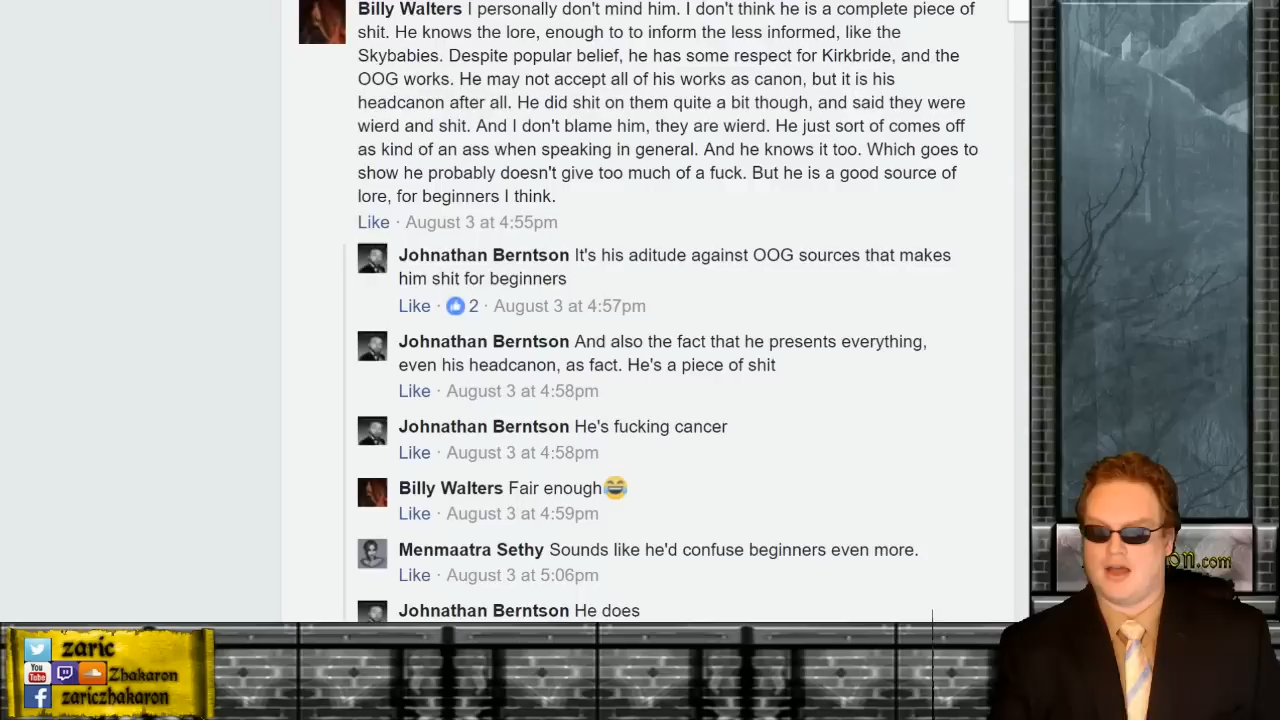 Billy Walters I personally don't mind him. I don't think he is a complete piece of
shit. He knows the lore, enough to to inform the less informed, like the
Skybabies. Despite popular belief, he has some respect for Kirkbride, and the
OOG works. He may not accept all of his works as canon, but it is his
headcanon after all. He did shit on them quite a bit though, and said they were
wierd and shit. And I don't blame him, they are wierd. He just sort of comes off
as kind of an ass when speaking in general. And he knows it too. Which goes to
show he probably doesn't give too much of a fuck. But he is a good source of
lore, for beginners I think.
Like · August 3 at 4:55pm
Johnathan Berntson It's his aditude against OOG sources that makes
him shit for beginners
Like · 2 · August 3 at 4:57pm
Johnathan Berntson And also the fact that he presents everything,
even his headcanon, as fact. He's a piece of shit
Like · August 3 at 4:58pm
Johnathan Berntson He's fucking cancer
Like · August 3 at 4:58pm
Billy Walters Fair enough😂
Like · August 3 at 4:59pm
Menmaatra Sethy Sounds like he'd confuse beginners even more.
Like · August 3 at 5:06pm
Johnathan Berntson He does
on.com
zaric
You Tube Zhakaron
zariczhakaron